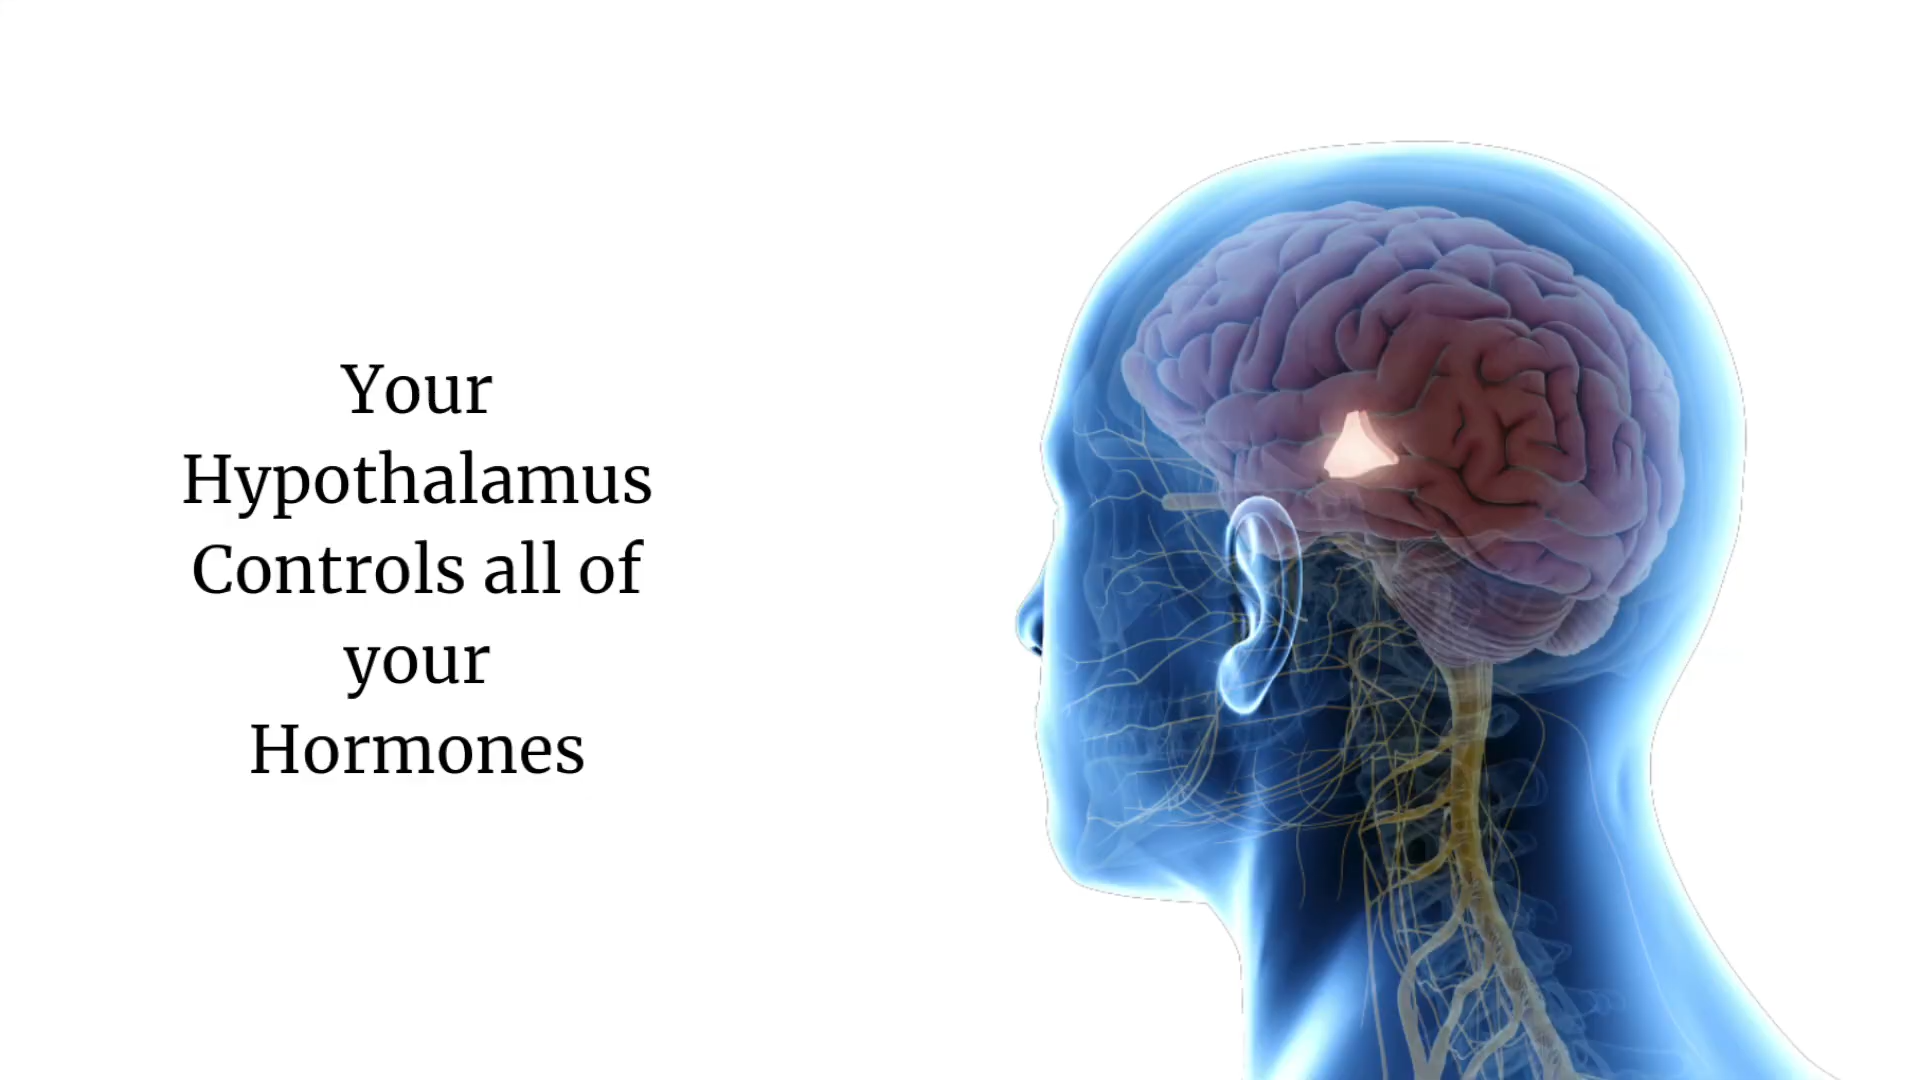 Your
Hypothalamus
Controls all of
your
Hormones